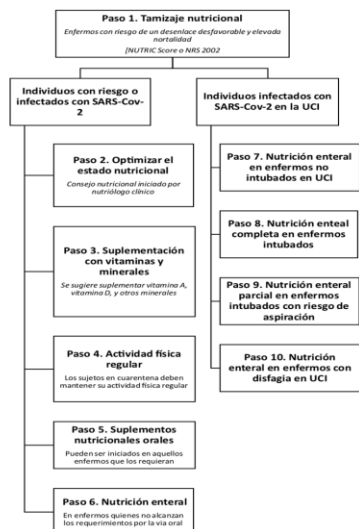 Paso 1. Tamizaje nutricional
Enfermos con riesgo de un desenlace desfavorable y elevada
nortalidad
[NUTRIC Score o NRS 2002
Individuos con riesgo o
infectados con SARS-Cov-
2
Paso 2. Optimizar el
estado nutricional
Consejo nutricional iniciado por
nutriólogo clínico
Paso 3. Suplementación
con vitaminas y
minerales
Se sugiere suplementar vitamina A,
vitamina D, y otros minerales
Paso 4. Actividad física
regular
Los sujetos en cuarentena deben
mantener su actividad física regular
Paso 5. Suplementos
nutricionales orales
Pueden ser iniciados en aquellos
enfermos que los requieran
Paso 6. Nutrición enteral
En enfermos quienes no alcanzan
los requerimientos por la via oral
Individuos infectados con
SARS-Cov-2 en la UCI
Paso 7. Nutrición enteral
en enfermos no
intubados en UCI
Paso 8. Nutrición enteal
completa en enfermos
intubados
Paso 9. Nutrición enteral
parcial en enfermos
intubados con riesgo de
aspiración
Paso 10. Nutrición
enteral en enfermos con
disfagia en UCI